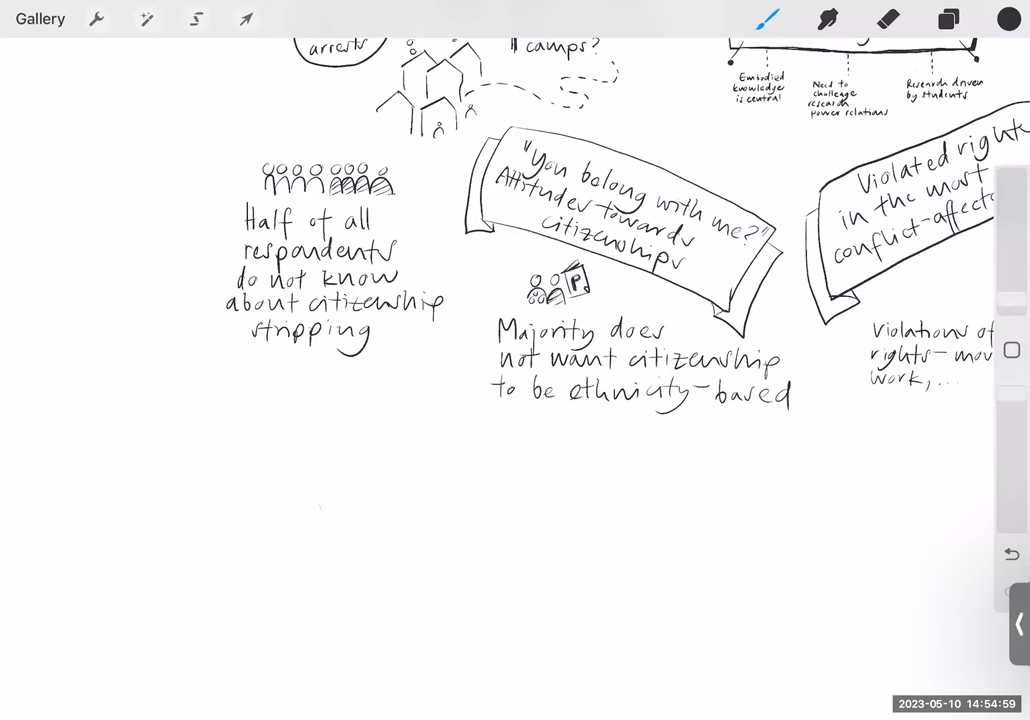 Gallery
arrests
camps?
Embodied
knowledge
is central
Need to
challenge
research
power relations
Research driven
by students
"You belong with me?"
Attitudes towards
citizenships
Violated right
in the most
conflict-affect
Half of all
respondents
do not know
about citizenship
stripping
P
Majority does
not want citizenship
to be ethnicity-based
Violations of
rights - mov
work, ...
2023-05-10 14:54:59